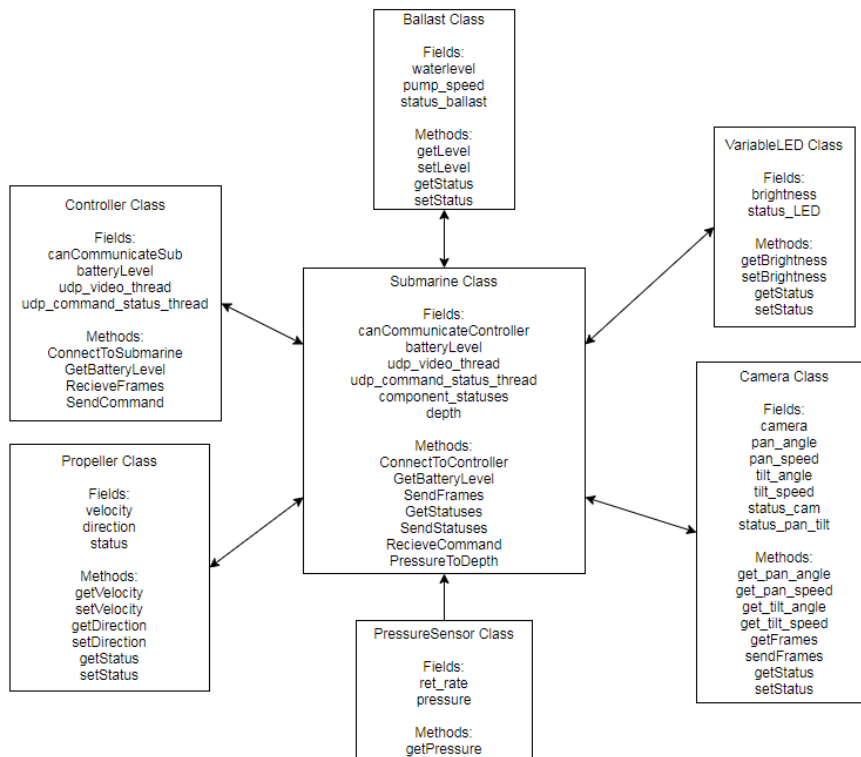 Ballast Class
Fields:
waterlevel
pump_speed
status_ballast
Methods:
getLevel
setLevel
getStatus
setStatus
VariableLED Class
Fields:
brightness
status_LED
Methods:
getBrightness
setBrightness
getStatus
setStatus
Controller Class
Fields:
canCommunicateSub
batteryLevel
udp_video_thread
udp_command_status_thread
Methods:
ConnectToSubmarine
GetBatteryLevel
RecieveFrames
SendCommand
Submarine Class
Fields:
canCommunicateController
batteryLevel
udp_video_thread
udp_command_status_thread
component_statuses
depth
Methods:
ConnectToController
GetBatteryLevel
SendFrames
GetStatuses
SendStatuses
RecieveCommand
PressureToDepth
Camera Class
Fields:
camera
pan_angle
pan_speed
tilt_angle
tilt_speed
status_cam
status_pan_tilt
Methods:
get_pan_angle
get_pan_speed
get_tilt_angle
get_tilt_speed
getFrames
sendFrames
getStatus
setStatus
Propeller Class
Fields:
velocity
direction
status
Methods:
getVelocity
setVelocity
getDirection
setDirection
getStatus
setStatus
PressureSensor Class
Fields:
ret_rate
pressure
Methods:
getPressure